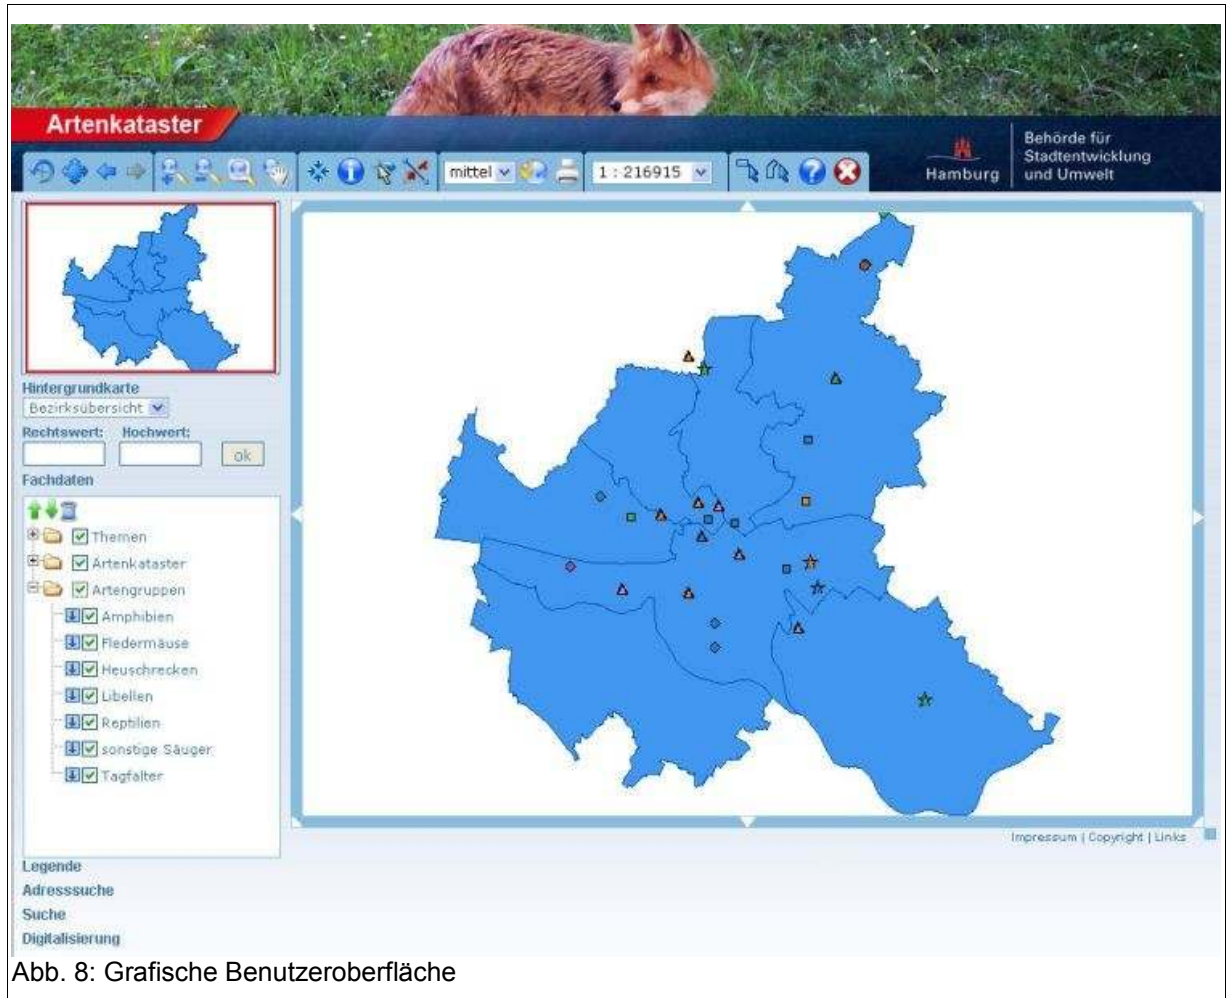 Artenkataster
mittel
1 : 216915
Hamburg
Behörde für
Stadtentwicklung
und Umwelt
Hintergrundkarte
Bezirksübersicht
Rechtswert: Hochwert:
ok
Fachdaten
Themen
Artenkataster
Artengruppen
Amphibien
Fledermäuse
Heuschrecken
Libellen
Reptilien
sonstige Säuger
Tagfalter
Impressum | Copyright | Links
Legende
Adresssuche
Suche
Digitalisierung
Abb. 8: Grafische Benutzeroberfläche